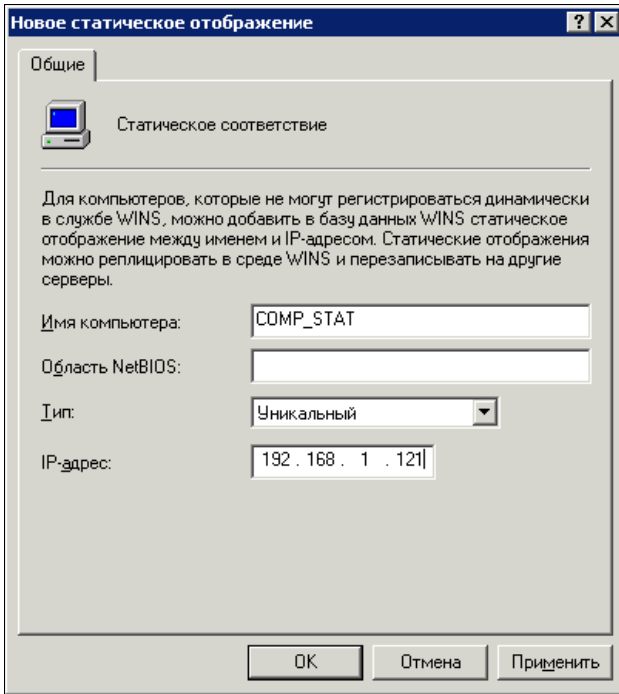 Новое статическое отображение
Общие
Статическое соответствие
Для компьютеров, которые не могут регистрироваться динамически
в службе WINS, можно добавить в базу данных WINS статическое
отображение между именем и IP-адресом. Статические отображения
можно реплицировать в среде WINS и перезаписывать на другие
серверы.
Имя компьютера: COMP_STAT
Область NetBIOS:
Тип: Уникальный
IP-адрес: 192 . 168 . 1 . 121
OK Отмена Применить